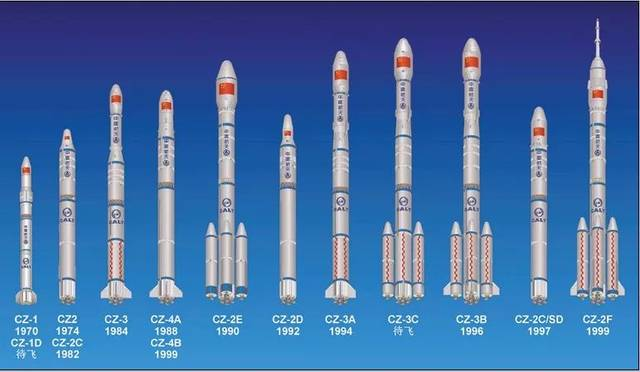 CZ-1
1970
CZ-1D
待飞
CZ2
1974
CZ-2C
1982
CZ-3
1984
CZ-4A
1988
CZ-4B
1999
CZ-2E
1990
CZ-2D
1992
CZ-3A
1994
CZ-3C
待飞
CZ-3B
1996
CZ-2C/SD
1997
CZ-2F
1999